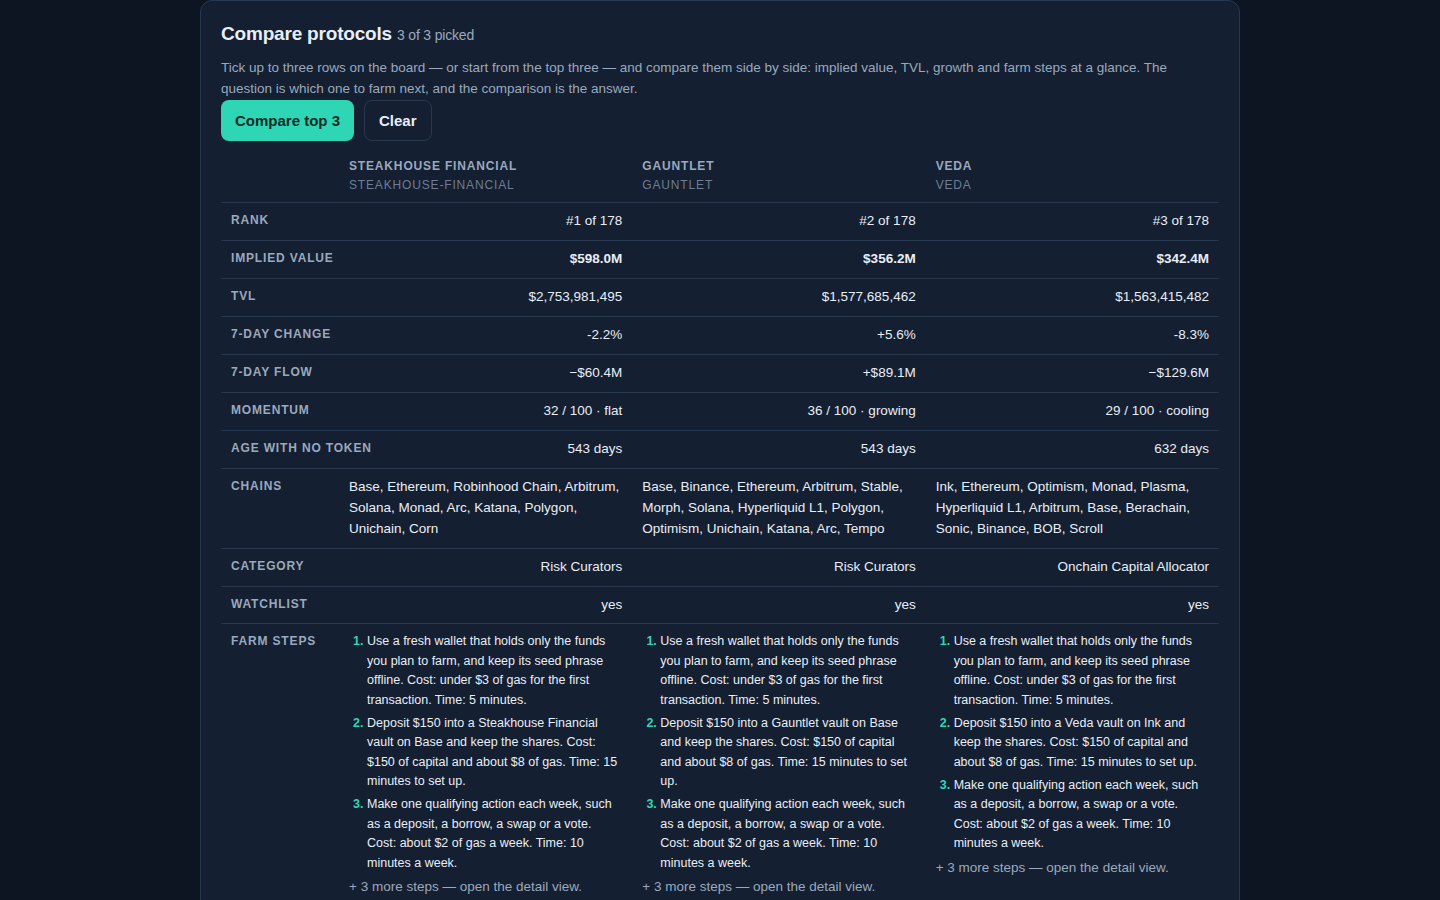 Compare protocols 3 of 3 picked
Tick up to three rows on the board — or start from the top three — and compare them side by side: implied value, TVL, growth and farm steps at a glance. The
question is which one to farm next, and the comparison is the answer.
Compare top 3 Clear
STEAKHOUSE FINANCIAL GAUNTLET VEDA
STEAKHOUSE-FINANCIAL GAUNTLET VEDA
RANK #1 of 178 #2 of 178 #3 of 178
IMPLIED VALUE $598.0M $356.2M $342.4M
TVL $2,753,981,495 $1,577,685,462 $1,563,415,482
7-DAY CHANGE -2.2% +5.6% -8.3%
7-DAY FLOW −$60.4M +$89.1M −$129.6M
MOMENTUM 32 / 100 · flat 36 / 100 · growing 29 / 100 · cooling
AGE WITH NO TOKEN 543 days 543 days 632 days
CHAINS
Base, Ethereum, Robinhood Chain, Arbitrum,
Solana, Monad, Arc, Katana, Polygon,
Unichain, Corn
Base, Binance, Ethereum, Arbitrum, Stable,
Morph, Solana, Hyperliquid L1, Polygon,
Optimism, Unichain, Katana, Arc, Tempo
Ink, Ethereum, Optimism, Monad, Plasma,
Hyperliquid L1, Arbitrum, Base, Berachain,
Sonic, Binance, BOB, Scroll
CATEGORY Risk Curators Risk Curators Onchain Capital Allocator
WATCHLIST yes yes yes
FARM STEPS
1. Use a fresh wallet that holds only the funds
you plan to farm, and keep its seed phrase
offline. Cost: under $3 of gas for the first
transaction. Time: 5 minutes.
2. Deposit $150 into a Steakhouse Financial
vault on Base and keep the shares. Cost:
$150 of capital and about $8 of gas. Time: 15
minutes to set up.
3. Make one qualifying action each week, such
as a deposit, a borrow, a swap or a vote.
Cost: about $2 of gas a week. Time: 10
minutes a week.
+ 3 more steps — open the detail view.
1. Use a fresh wallet that holds only the funds
you plan to farm, and keep its seed phrase
offline. Cost: under $3 of gas for the first
transaction. Time: 5 minutes.
2. Deposit $150 into a Gauntlet vault on Base
and keep the shares. Cost: $150 of capital
and about $8 of gas. Time: 15 minutes to set
up.
3. Make one qualifying action each week, such
as a deposit, a borrow, a swap or a vote.
Cost: about $2 of gas a week. Time: 10
minutes a week.
+ 3 more steps — open the detail view.
1. Use a fresh wallet that holds only the funds
you plan to farm, and keep its seed phrase
offline. Cost: under $3 of gas for the first
transaction. Time: 5 minutes.
2. Deposit $150 into a Veda vault on Ink and
keep the shares. Cost: $150 of capital and
about $8 of gas. Time: 15 minutes to set up.
3. Make one qualifying action each week, such
as a deposit, a borrow, a swap or a vote.
Cost: about $2 of gas a week. Time: 10
minutes a week.
+ 3 more steps — open the detail view.